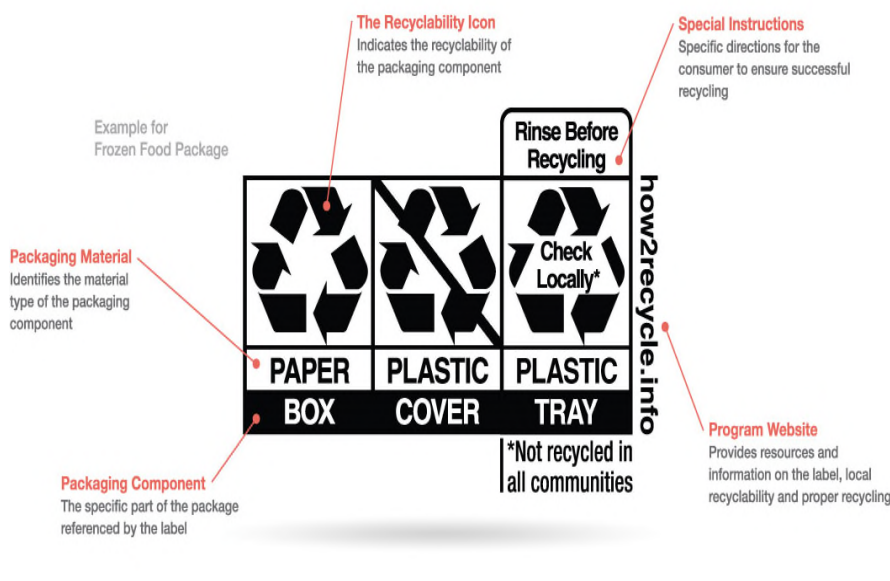 The Recyclability Icon
Indicates the recyclability of
the packaging component
Special Instructions
Specific directions for the
consumer to ensure successful
recycling
Example for
Frozen Food Package
Rinse Before
Recycling
Check
Locally*
how2recycle.info
Packaging Material
Identifies the material
type of the packaging
component
PAPER
PLASTIC
PLASTIC
BOX
COVER
TRAY
*Not recycled in
all communities
Packaging Component
The specific part of the package
referenced by the label
Program Website
Provides resources and
information on the label, local
recyclability and proper recycling